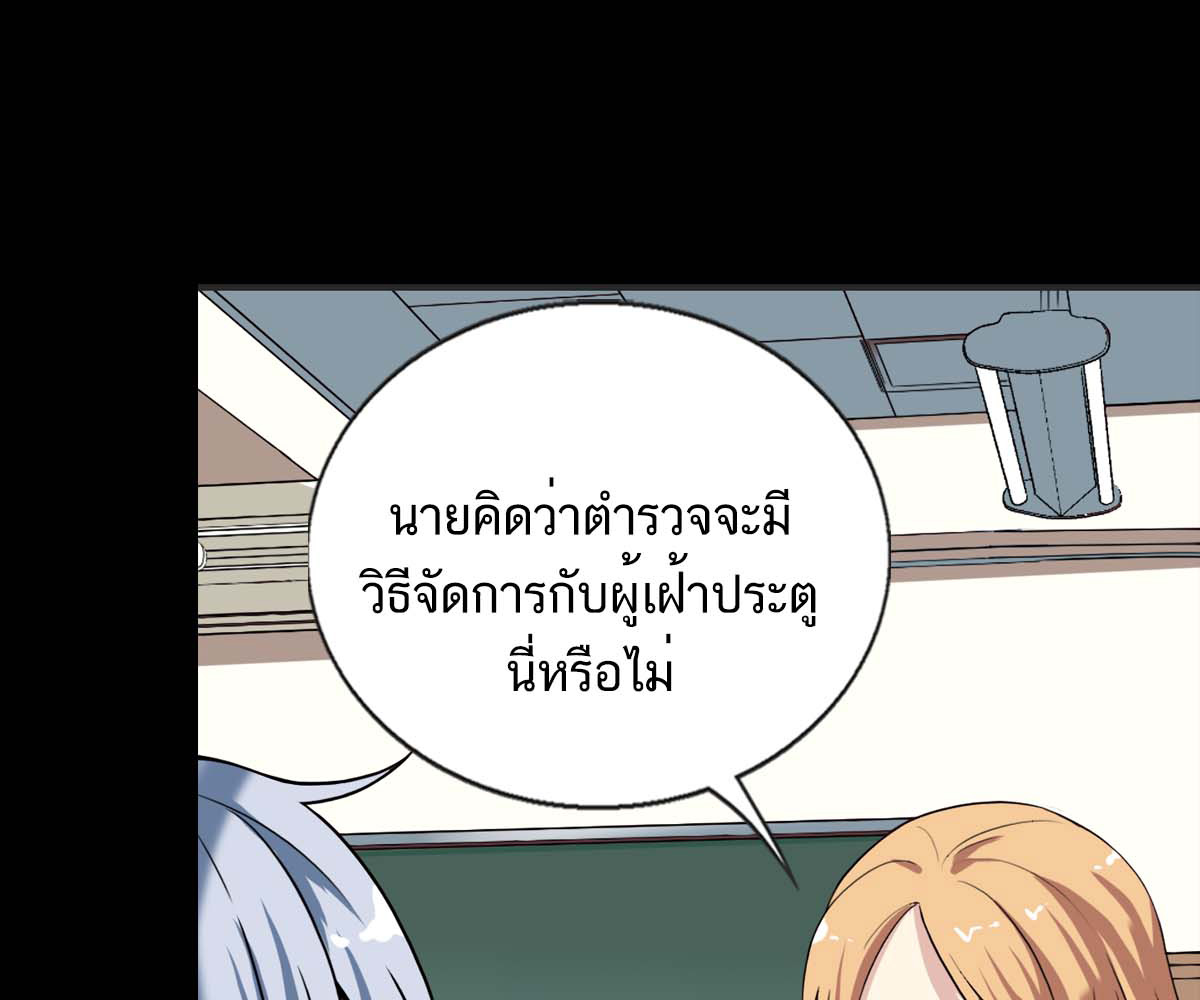 นายคิดว่าตำรวจจะมี
วิธีจัดการกับผู้เฝ้าประตู
นี่หรือไม่